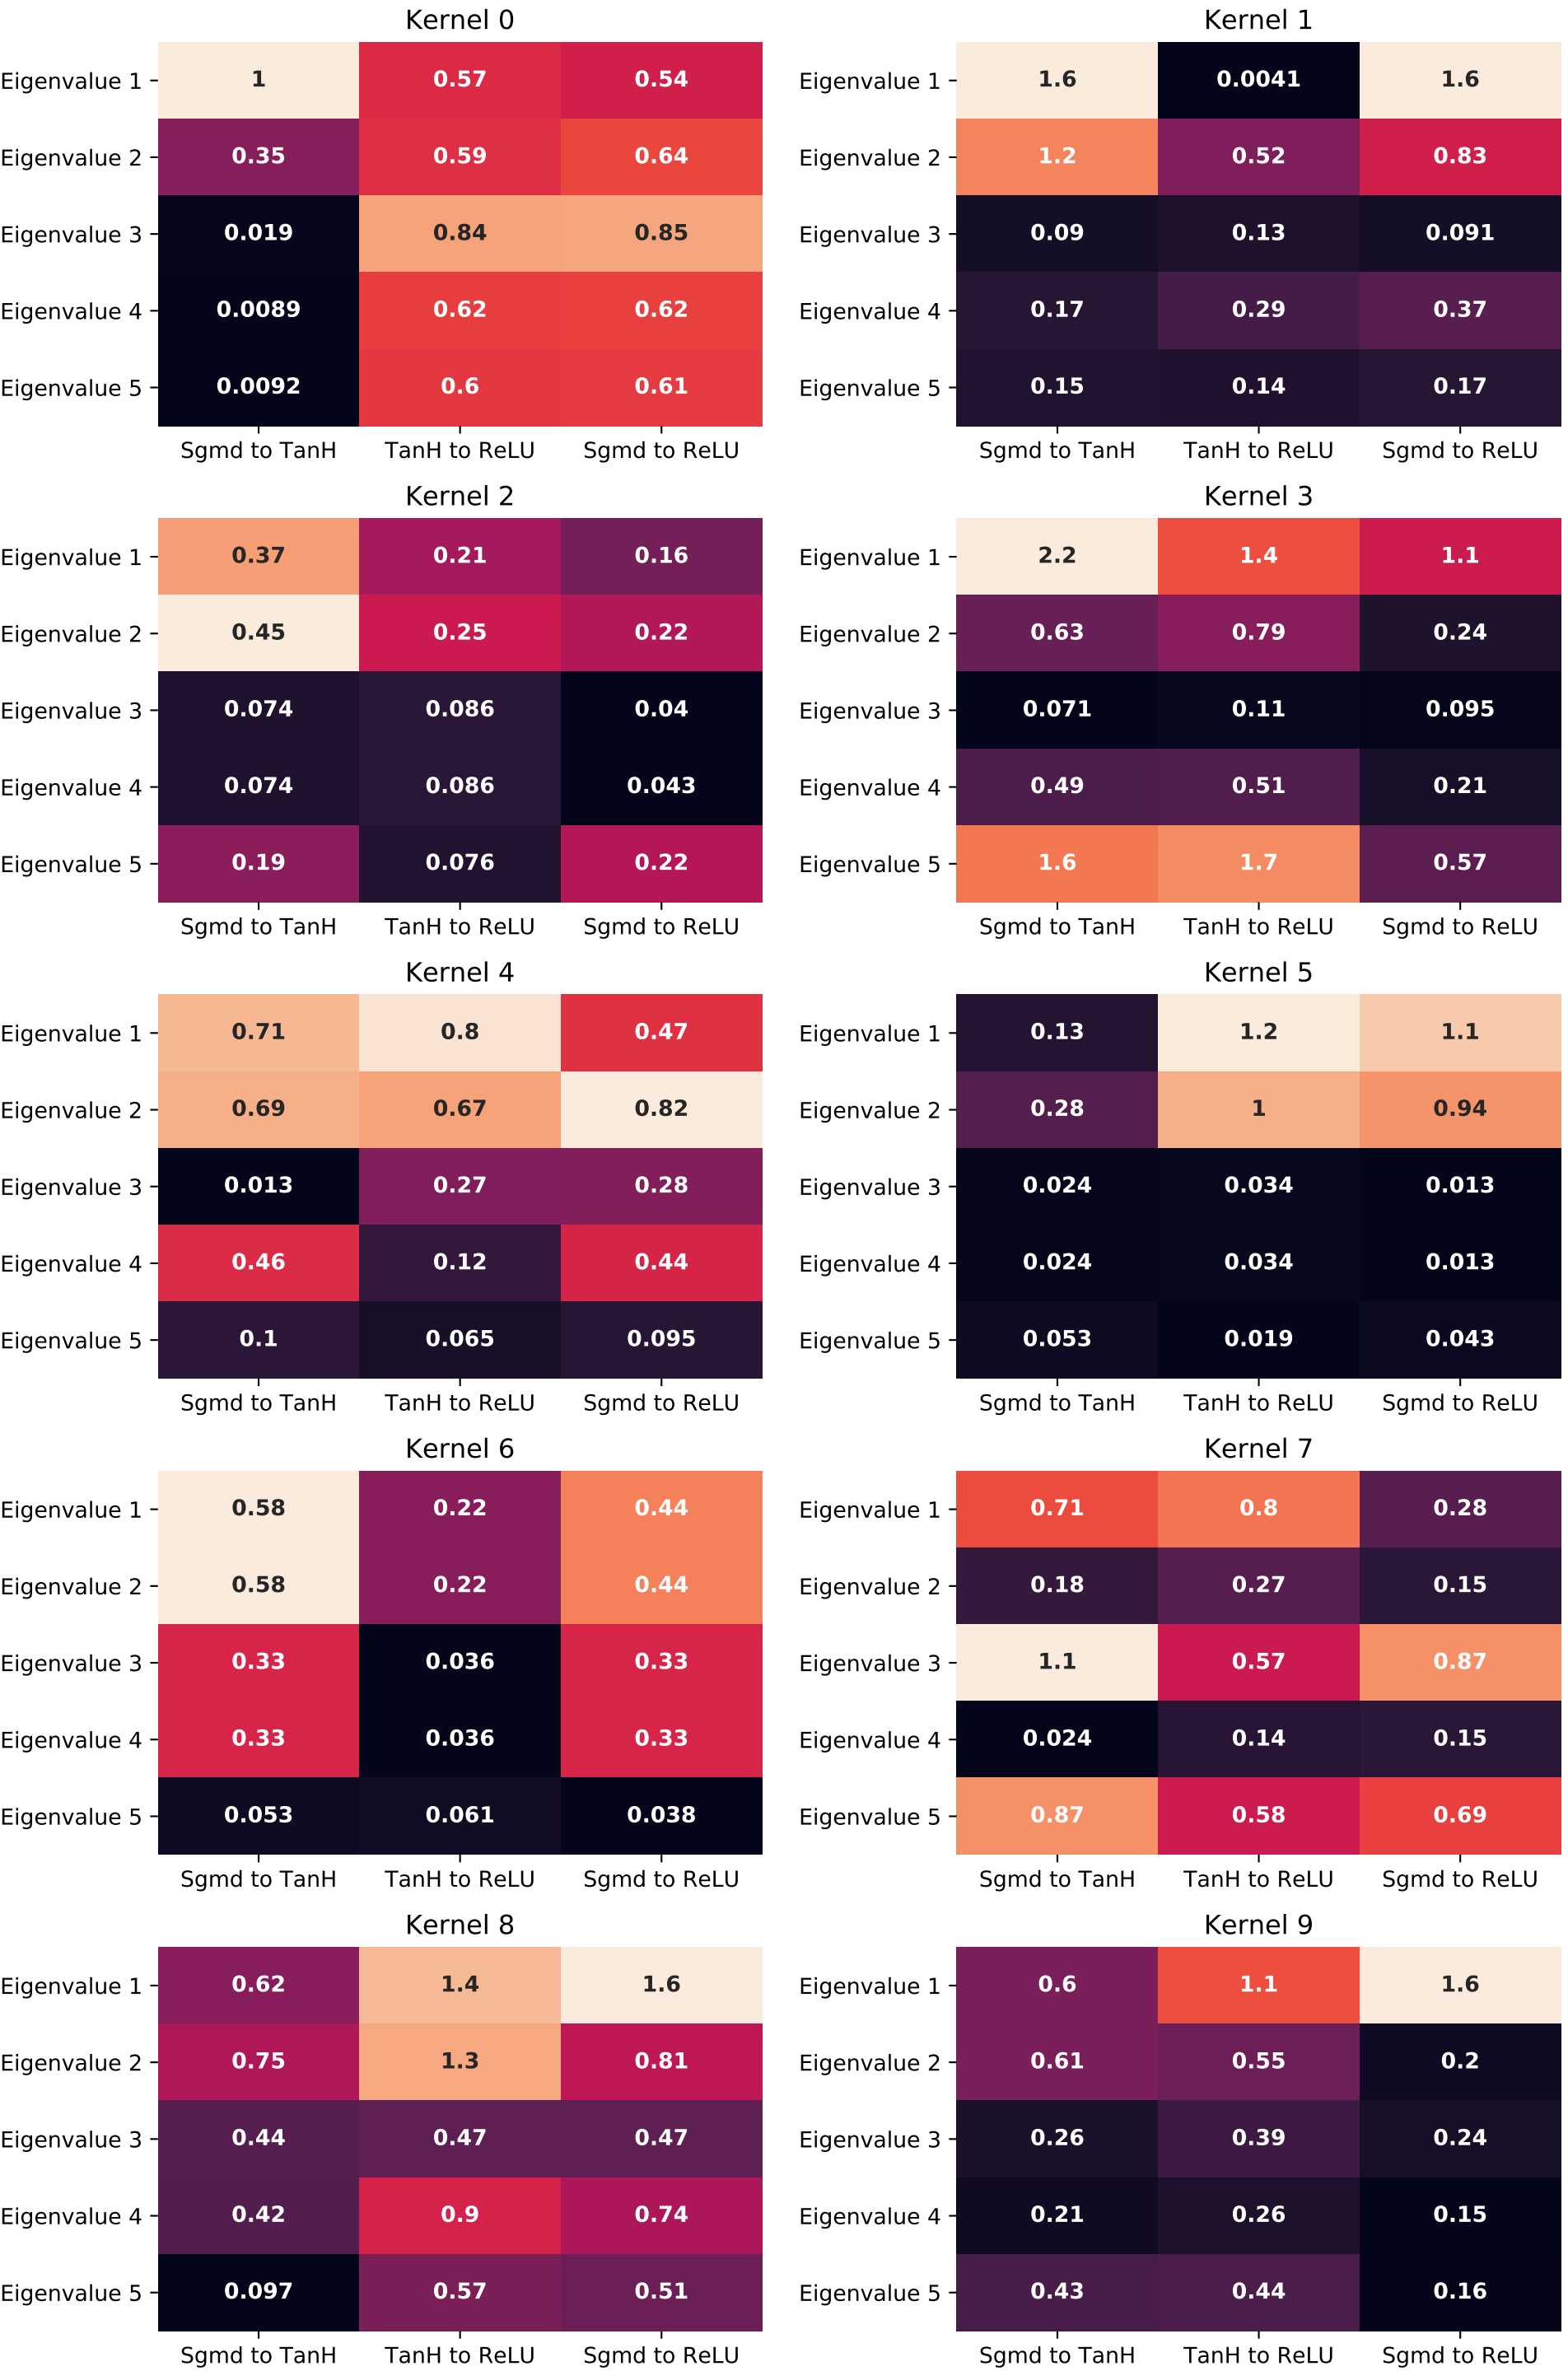 Kernel 0
Eigenvalue 1 1 0.57 0.54
Eigenvalue 2 0.35 0.59 0.64
Eigenvalue 3 0.019 0.84 0.85
Eigenvalue 4 0.0089 0.62 0.62
Eigenvalue 5 0.0092 0.6 0.61
Sgmd to TanH TanH to ReLU Sgmd to ReLU
Kernel 1
Eigenvalue 1 1.6 0.0041 1.6
Eigenvalue 2 1.2 0.52 0.83
Eigenvalue 3 0.09 0.13 0.091
Eigenvalue 4 0.17 0.29 0.37
Eigenvalue 5 0.15 0.14 0.17
Sgmd to TanH TanH to ReLU Sgmd to ReLU
Kernel 2
Eigenvalue 1 0.37 0.21 0.16
Eigenvalue 2 0.45 0.25 0.22
Eigenvalue 3 0.074 0.086 0.04
Eigenvalue 4 0.074 0.086 0.043
Eigenvalue 5 0.19 0.076 0.22
Sgmd to TanH TanH to ReLU Sgmd to ReLU
Kernel 3
Eigenvalue 1 2.2 1.4 1.1
Eigenvalue 2 0.63 0.79 0.24
Eigenvalue 3 0.071 0.11 0.095
Eigenvalue 4 0.49 0.51 0.21
Eigenvalue 5 1.6 1.7 0.57
Sgmd to TanH TanH to ReLU Sgmd to ReLU
Kernel 4
Eigenvalue 1 0.71 0.8 0.47
Eigenvalue 2 0.69 0.67 0.82
Eigenvalue 3 0.013 0.27 0.28
Eigenvalue 4 0.46 0.12 0.44
Eigenvalue 5 0.1 0.065 0.095
Sgmd to TanH TanH to ReLU Sgmd to ReLU
Kernel 5
Eigenvalue 1 0.13 1.2 1.1
Eigenvalue 2 0.28 1 0.94
Eigenvalue 3 0.024 0.034 0.013
Eigenvalue 4 0.024 0.034 0.013
Eigenvalue 5 0.053 0.019 0.043
Sgmd to TanH TanH to ReLU Sgmd to ReLU
Kernel 6
Eigenvalue 1 0.58 0.22 0.44
Eigenvalue 2 0.58 0.22 0.44
Eigenvalue 3 0.33 0.036 0.33
Eigenvalue 4 0.33 0.036 0.33
Eigenvalue 5 0.053 0.061 0.038
Sgmd to TanH TanH to ReLU Sgmd to ReLU
Kernel 7
Eigenvalue 1 0.71 0.8 0.28
Eigenvalue 2 0.18 0.27 0.15
Eigenvalue 3 1.1 0.57 0.87
Eigenvalue 4 0.024 0.14 0.15
Eigenvalue 5 0.87 0.58 0.69
Sgmd to TanH TanH to ReLU Sgmd to ReLU
Kernel 8
Eigenvalue 1 0.62 1.4 1.6
Eigenvalue 2 0.75 1.3 0.81
Eigenvalue 3 0.44 0.47 0.47
Eigenvalue 4 0.42 0.9 0.74
Eigenvalue 5 0.097 0.57 0.51
Sgmd to TanH TanH to ReLU Sgmd to ReLU
Kernel 9
Eigenvalue 1 0.6 1.1 1.6
Eigenvalue 2 0.61 0.55 0.2
Eigenvalue 3 0.26 0.39 0.24
Eigenvalue 4 0.21 0.26 0.15
Eigenvalue 5 0.43 0.44 0.16
Sgmd to TanH TanH to ReLU Sgmd to ReLU